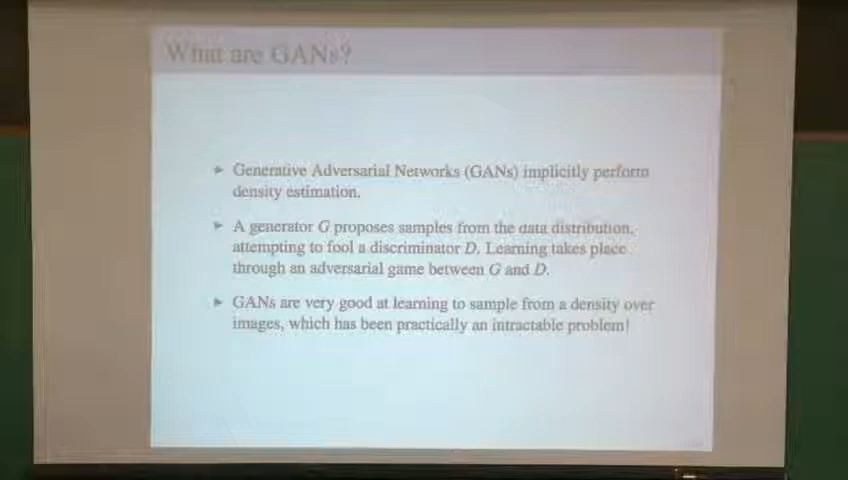 What are GANs?
Generative Adversarial Networks (GANs) implicitly perform
density estimation.
A generator G proposes samples from the data distribution,
attempting to fool a discriminator D. Learning takes place
through an adversarial game between G and D.
GANs are very good at learning to sample from a density over
images, which has been practically an intractable problem!